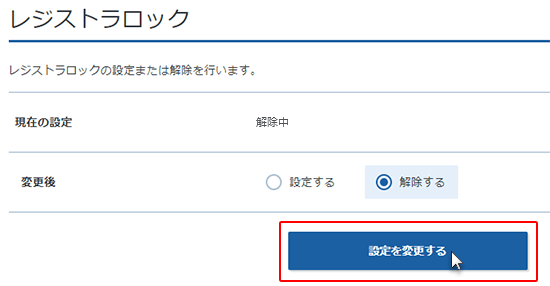 レジストラロック
レジストラロックの設定または解除を行います。
現在の設定 解除中
変更後 設定する 解除する
設定を変更する